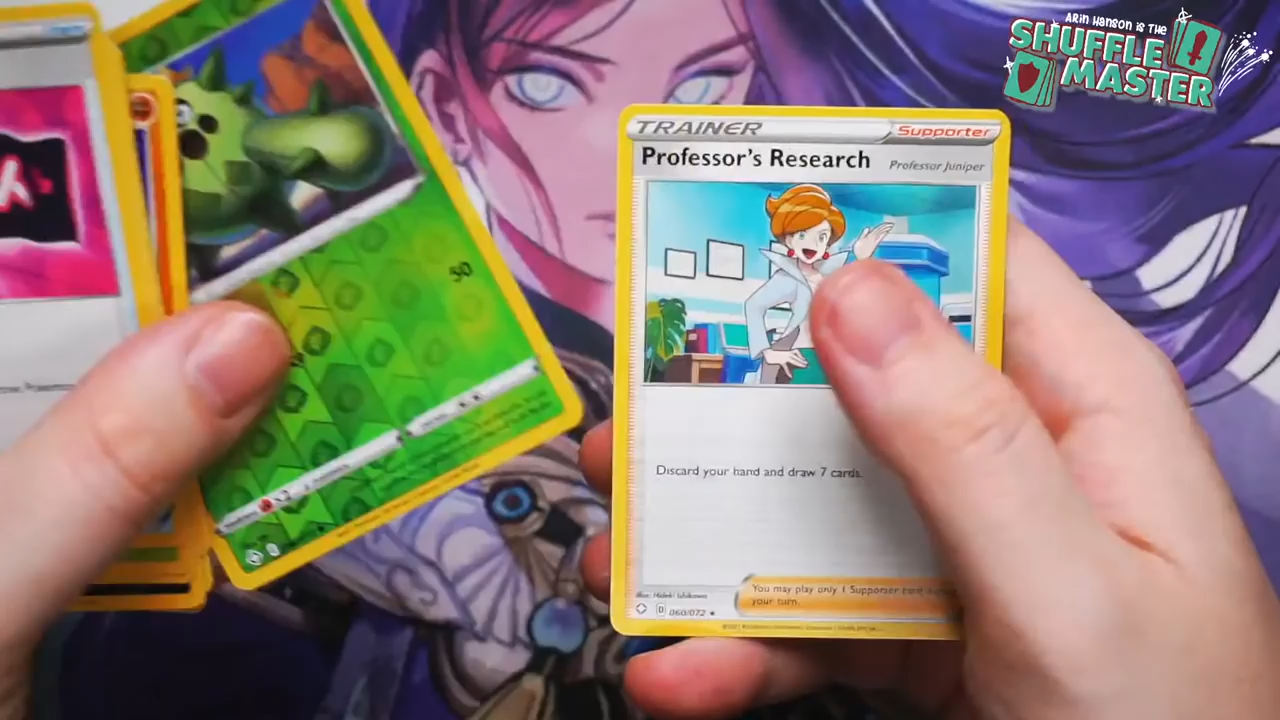 ARIN HANSON IS THE
SHUFFLE
MASTER
TRAINER
Supporter
Professor's Research
Professor Juniper
50
Discard your hand and draw 7 cards.
You may play only 1 Supporter card
your turn.
D 060/072